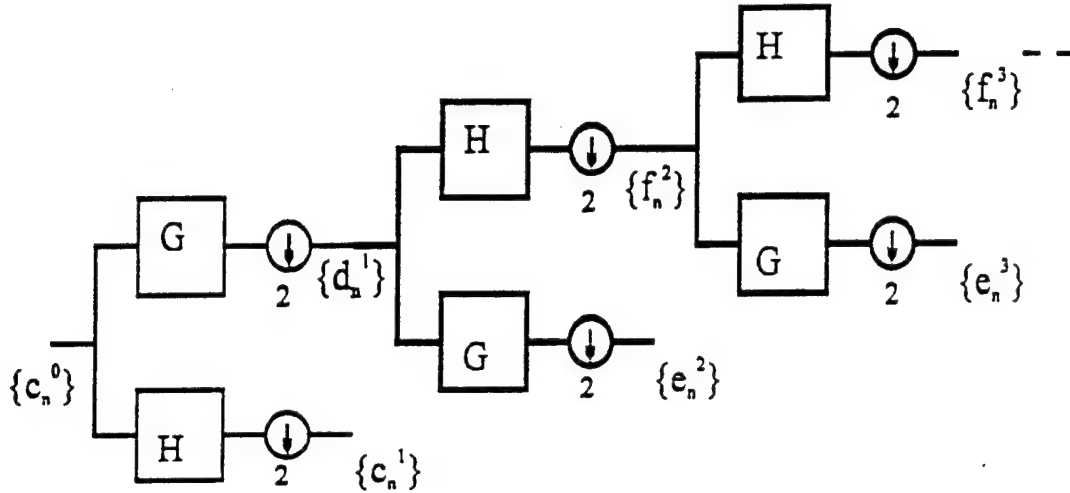 H
2
{f_n^3}
H
2
{f_n^2}
G
2
{d_n^1}
G
2
{e_n^3}
G
2
{e_n^2}
{c_n^0}
H
2
{c_n^1}